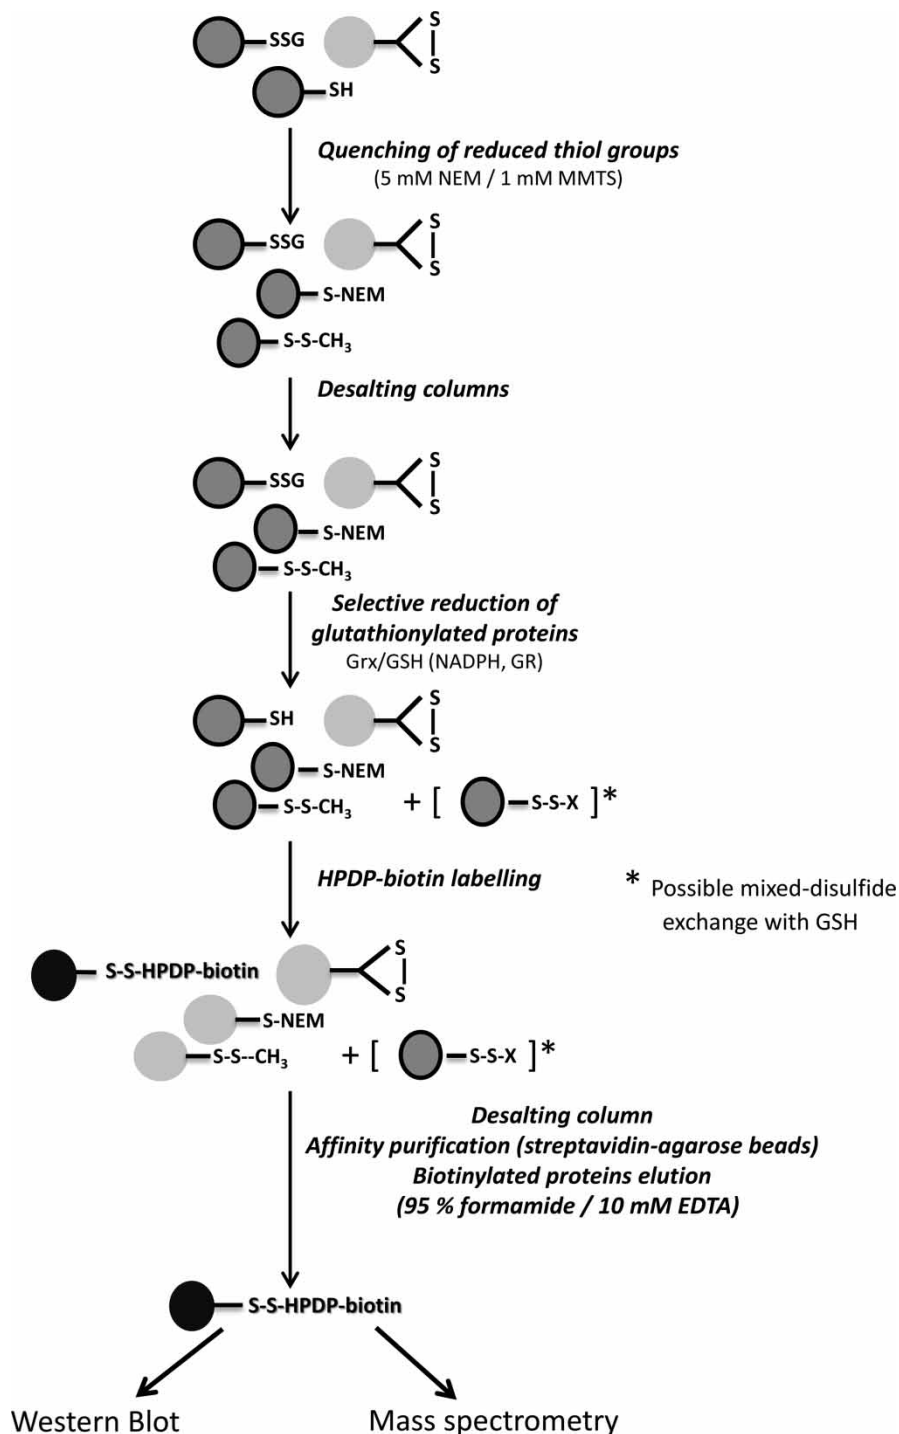 SSG
S
S
SH
Quenching of reduced thiol groups
(5 mM NEM / 1 mM MMTS)
SSG
S
S
S-NEM
S-S-CH₃
Desalting columns
SSG
S
S
S-NEM
S-S-CH₃
Selective reduction of
glutathionylated proteins
Grx/GSH (NADPH, GR)
SH
S
S
S-NEM
S-S-CH₃ + [ S-S-X ]*
HPDP-biotin labelling
* Possible mixed-disulfide
exchange with GSH
S-S-HPDP-biotin
S
S
S-NEM
S-S--CH₃ + [ S-S-X ]*
Desalting column
Affinity purification (streptavidin-agarose beads)
Biotinylated proteins elution
(95 % formamide / 10 mM EDTA)
S-S-HPDP-biotin
Western Blot Mass spectrometry